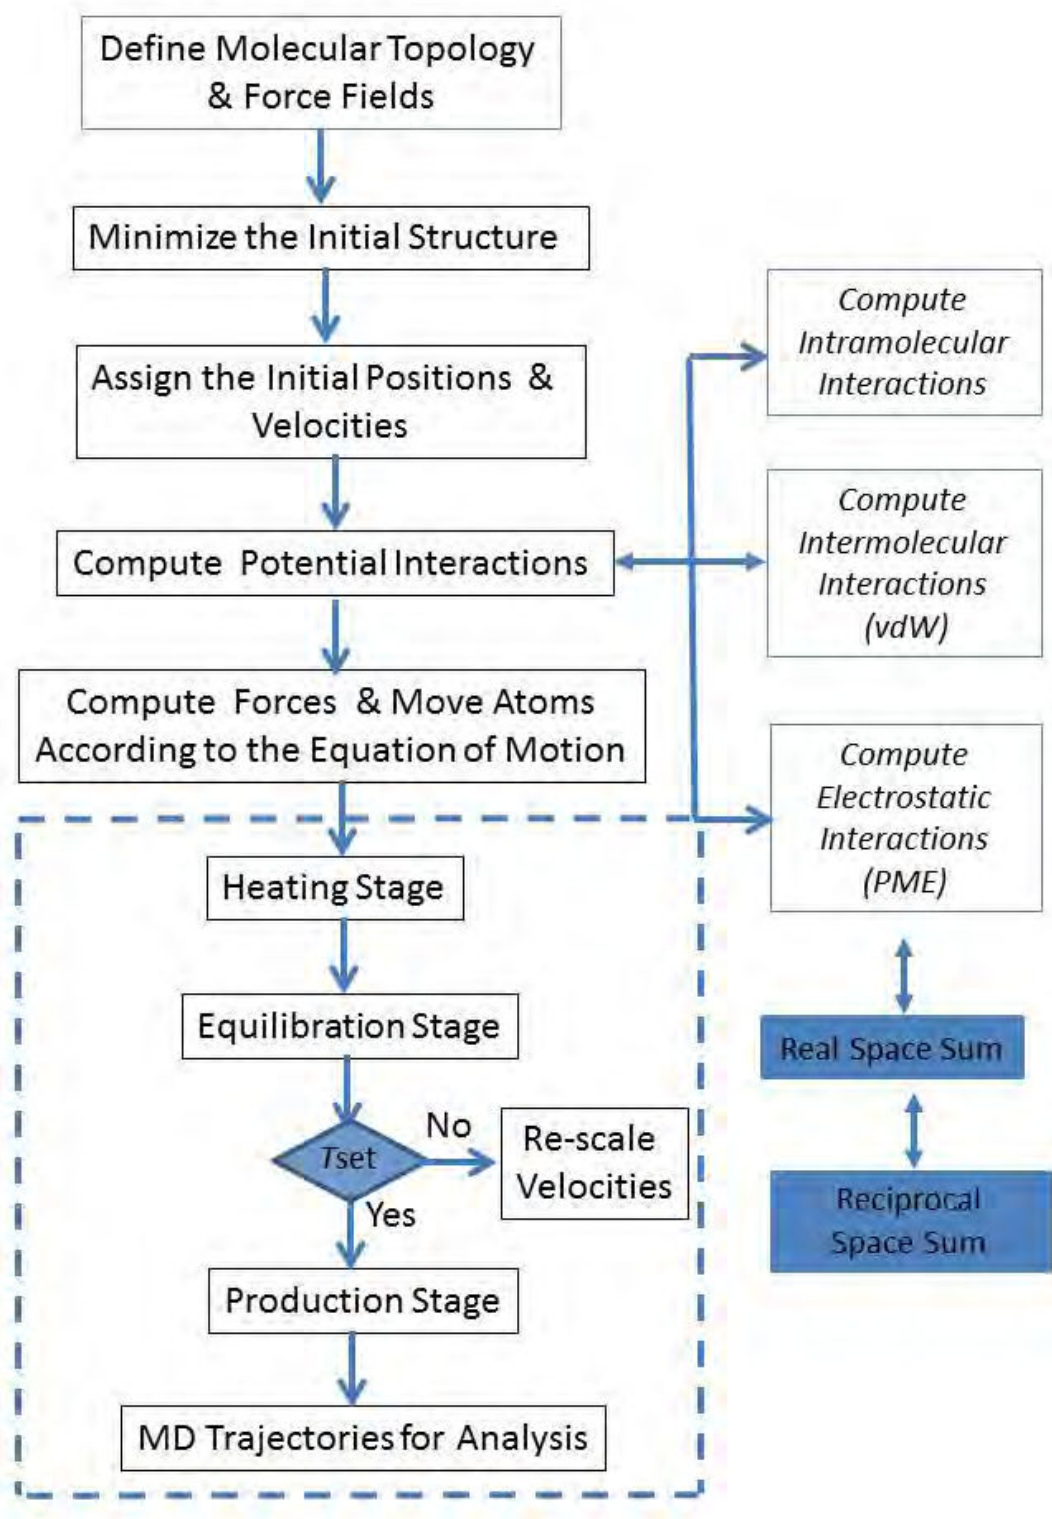 Define Molecular Topology
& Force Fields
Minimize the Initial Structure
Assign the Initial Positions &
Velocities
Compute Potential Interactions
Compute Forces & Move Atoms
According to the Equation of Motion
Heating Stage
Equilibration Stage
Tset
No
Re-scale
Velocities
Yes
Production Stage
MD Trajectories for Analysis
Compute
Intramolecular
Interactions
Compute
Intermolecular
Interactions
(vdW)
Compute
Electrostatic
Interactions
(PME)
Real Space Sum
Reciprocal
Space Sum